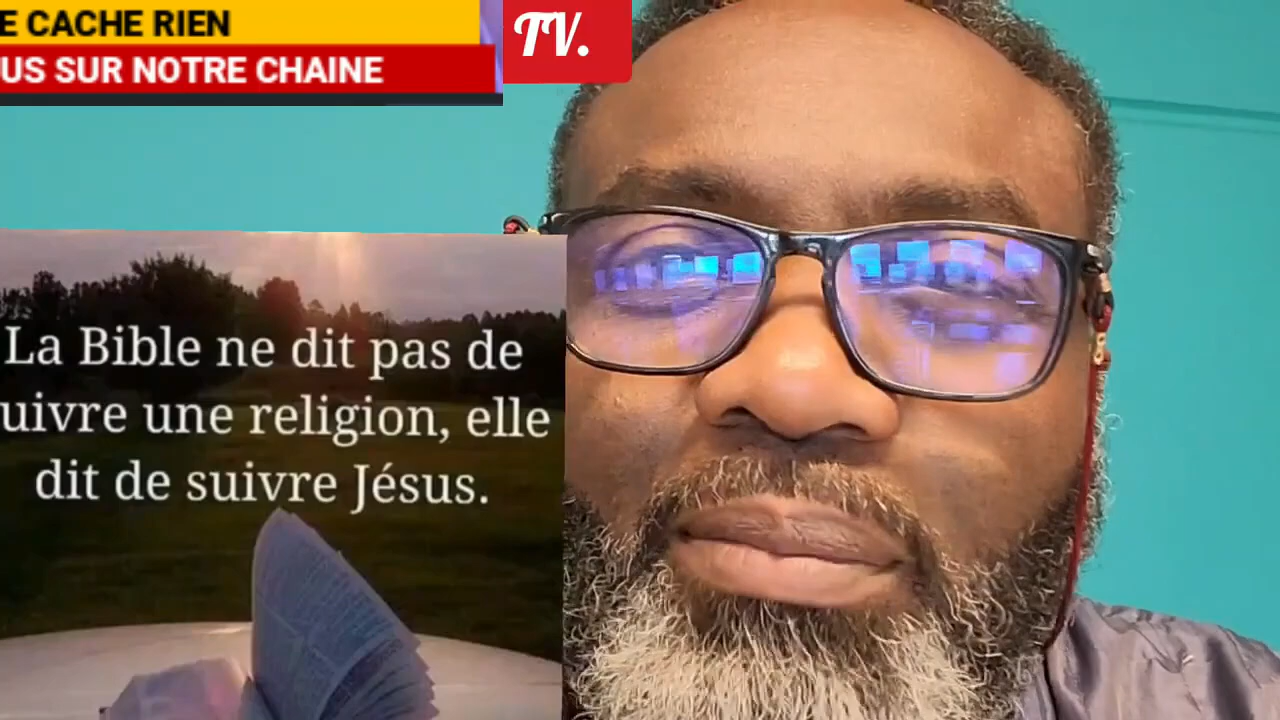 E CACHE RIEN
US SUR NOTRE CHAINE
TV.
La Bible ne dit pas de
uivre une religion, elle
dit de suivre Jésus.